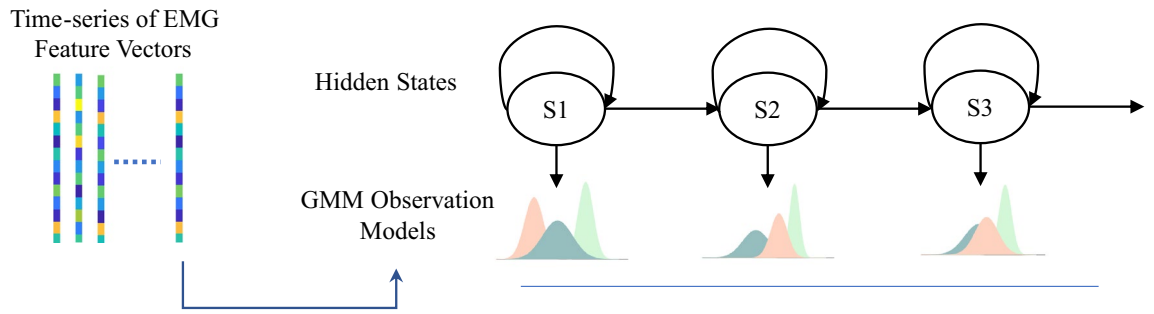 Time-series of EMG
Feature Vectors
Hidden States
S1
S2
S3
GMM Observation
Models